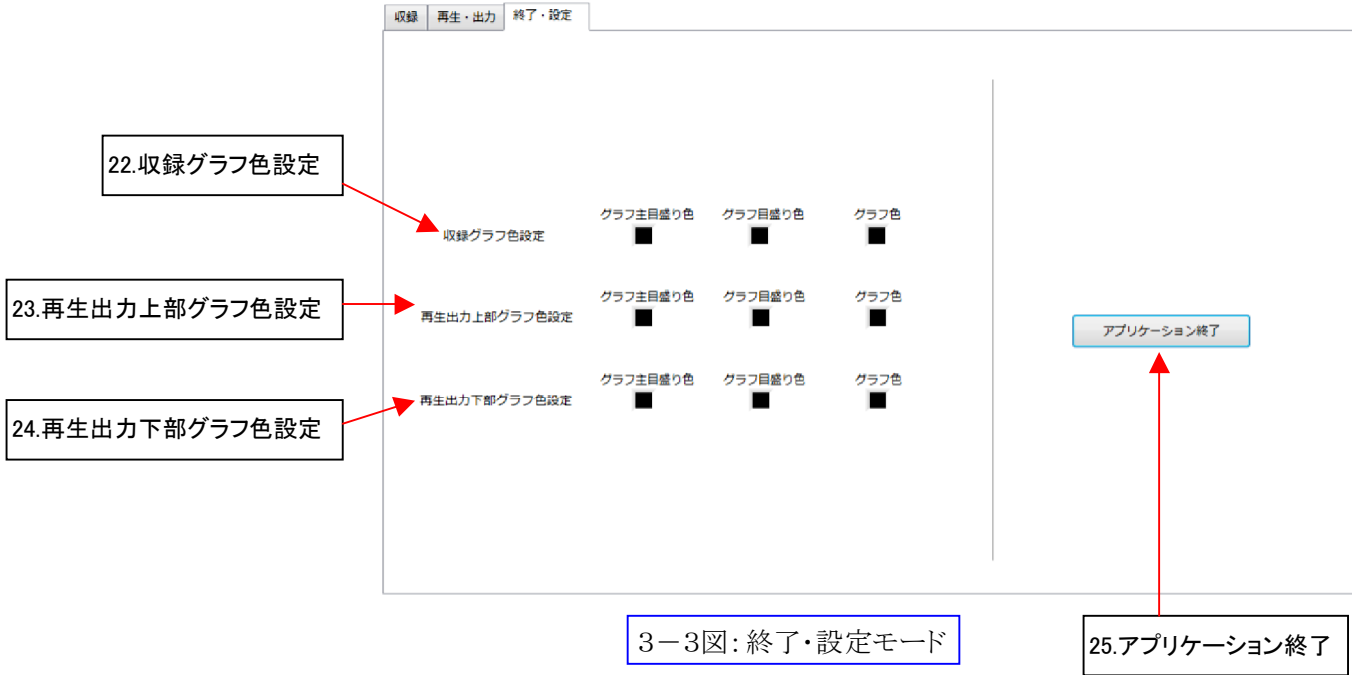 収録 再生・出力 終了・設定
22.収録グラフ色設定
グラフ主目盛り色 グラフ目盛り色 グラフ色
収録グラフ色設定
23.再生出力上部グラフ色設定
グラフ主目盛り色 グラフ目盛り色 グラフ色
再生出力上部グラフ色設定
アプリケーション終了
24.再生出力下部グラフ色設定
グラフ主目盛り色 グラフ目盛り色 グラフ色
再生出力下部グラフ色設定
3-3図:終了・設定モード
25.アプリケーション終了